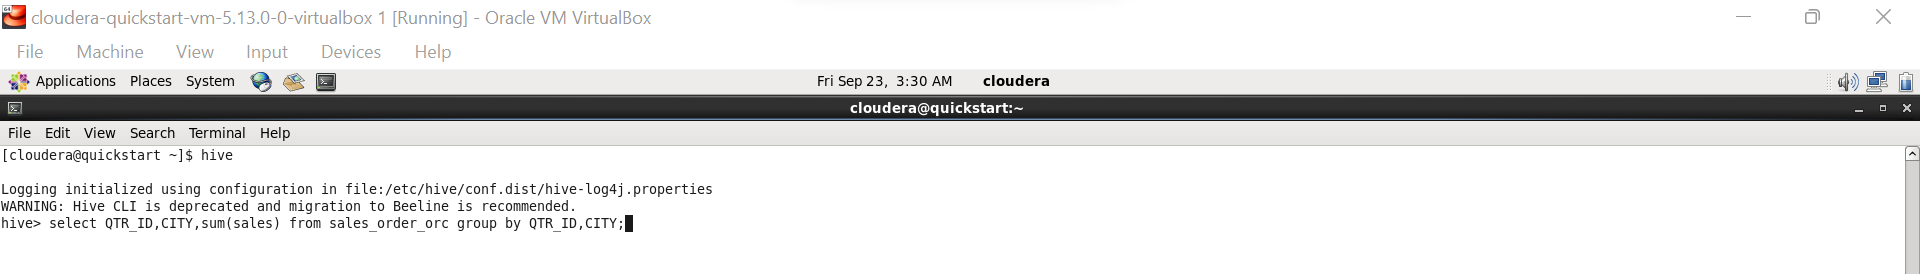 cloudera-quickstart-vm-5.13.0-0-virtualbox 1 [Running] - Oracle VM VirtualBox
File Machine View Input Devices Help
Applications Places System Fri Sep 23, 3:30 AM cloudera
cloudera@quickstart:~
File Edit View Search Terminal Help
[cloudera@quickstart ~]$ hive
Logging initialized using configuration in file:/etc/hive/conf.dist/hive-log4j.properties
WARNING: Hive CLI is deprecated and migration to Beeline is recommended.
hive> select QTR_ID,CITY,sum(sales) from sales_order_orc group by QTR_ID,CITY;